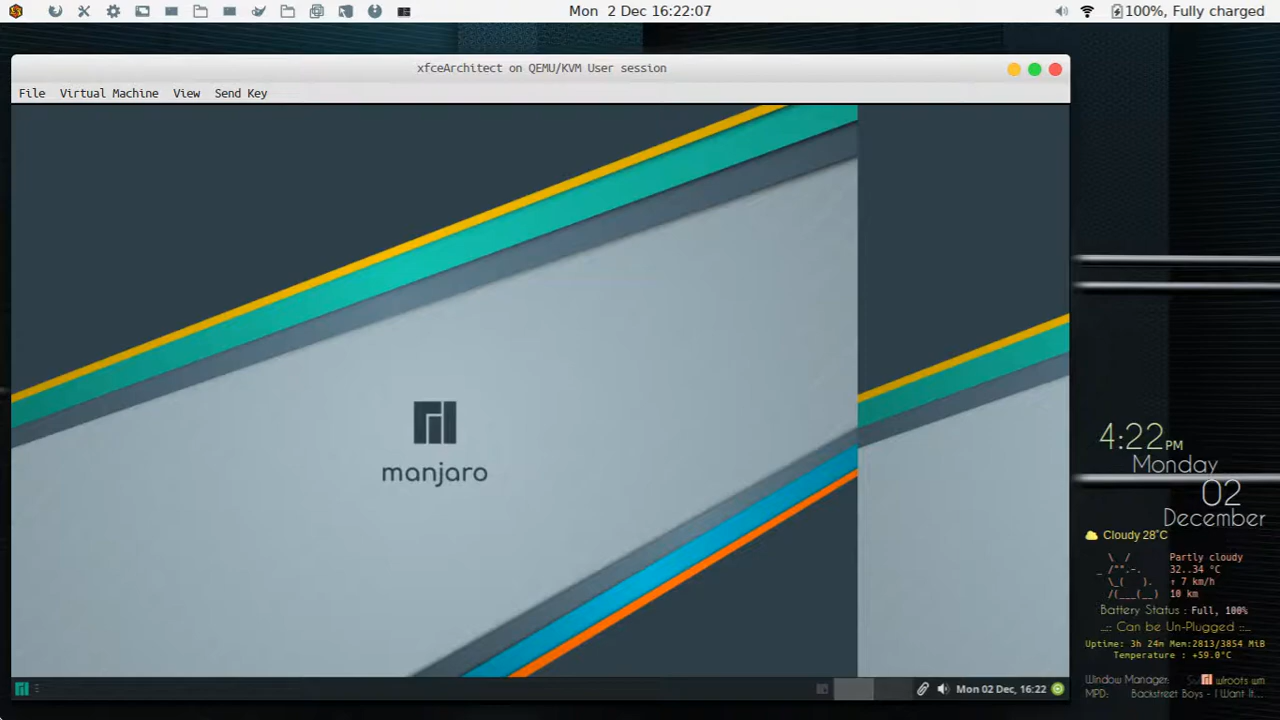 Mon 2 Dec 16:22:07
100%, Fully charged
xfceArchitect on QEMU/KVM User session
File Virtual Machine View Send Key
manjaro
4:22PM
Monday
02
December
Cloudy 28°C
\ / Partly cloudy
_ /"".-. 32..34 °C
\_( ). ↑ 7 km/h
/(___(__) 10 km
Battery Status : Full, 100%
..:: Can be Un-Plugged ::..
Uptime: 3h 24m Mem:2813/3854 MiB
Temperature : +59.0°C
Window Manager: wlroots wm
MPD: Backstreet Boys - I Want It...
Mon 02 Dec, 16:22